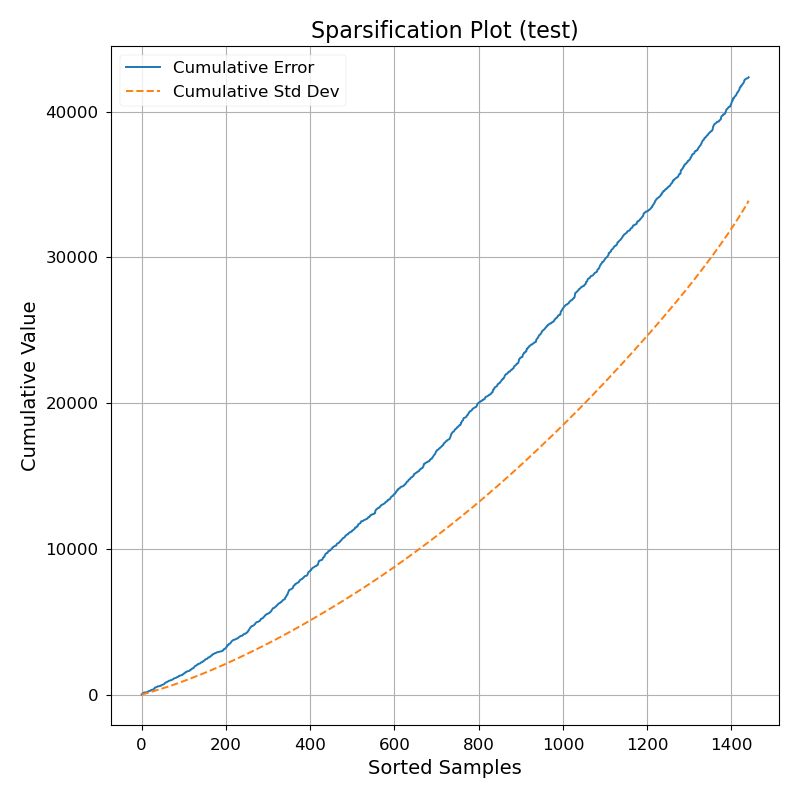 Sparsification Plot (test)
Cumulative Error
Cumulative Std Dev
Cumulative Value
40000
30000
20000
10000
0
0 200 400 600 800 1000 1200 1400
Sorted Samples